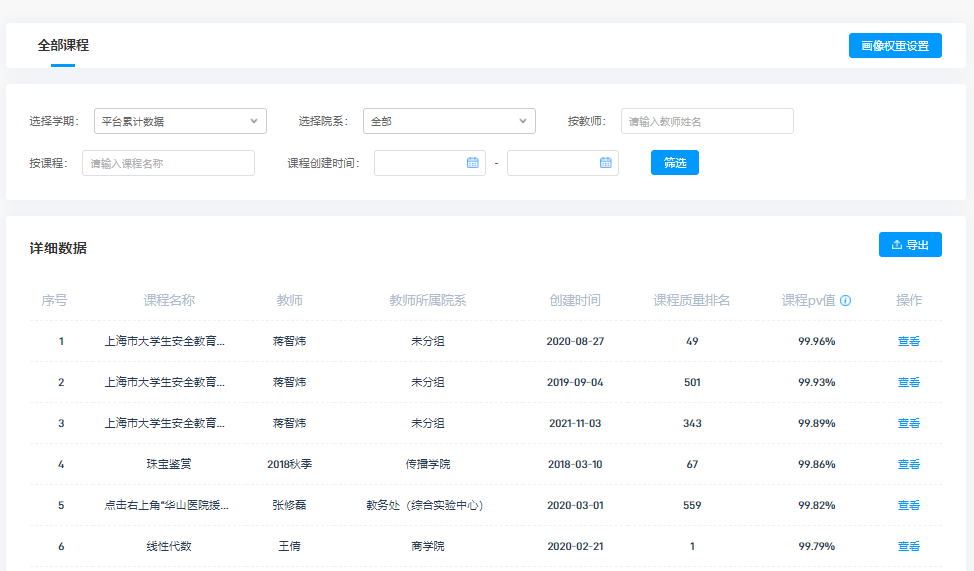 全部课程 画像权重设置
选择学期： 平台累计数据 选择院系： 全部 按教师： 请输入教师姓名
按课程： 请输入课程名称 课程创建时间： - 筛选
详细数据 导出
序号 课程名称 教师 教师所属院系 创建时间 课程质量排名 课程pv值 操作
1 上海市大学生安全教育... 蒋智炜 未分组 2020-08-27 49 99.96% 查看
2 上海市大学生安全教育... 蒋智炜 未分组 2019-09-04 501 99.93% 查看
3 上海市大学生安全教育... 蒋智炜 未分组 2021-11-03 343 99.89% 查看
4 珠宝鉴赏 2018秋季 传播学院 2018-03-10 67 99.86% 查看
5 点击右上角“华山医院援... 张修磊 教务处（综合实验中心） 2020-03-01 559 99.82% 查看
6 线性代数 王倩 商学院 2020-02-21 1 99.79% 查看